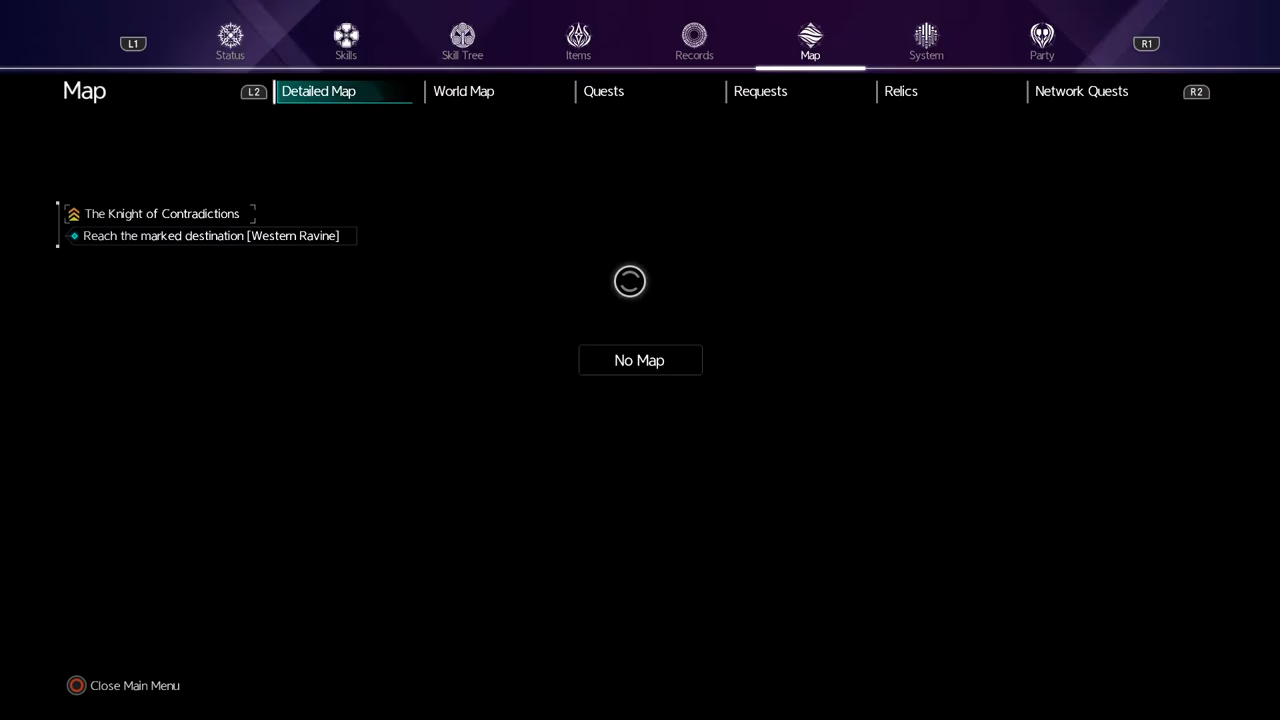 L1
Status
Skills
Skill Tree
Items
Records
Map
System
Party
R1
Map
L2
Detailed Map
World Map
Quests
Requests
Relics
Network Quests
R2
The Knight of Contradictions
Reach the marked destination [Western Ravine]
No Map
Close Main Menu